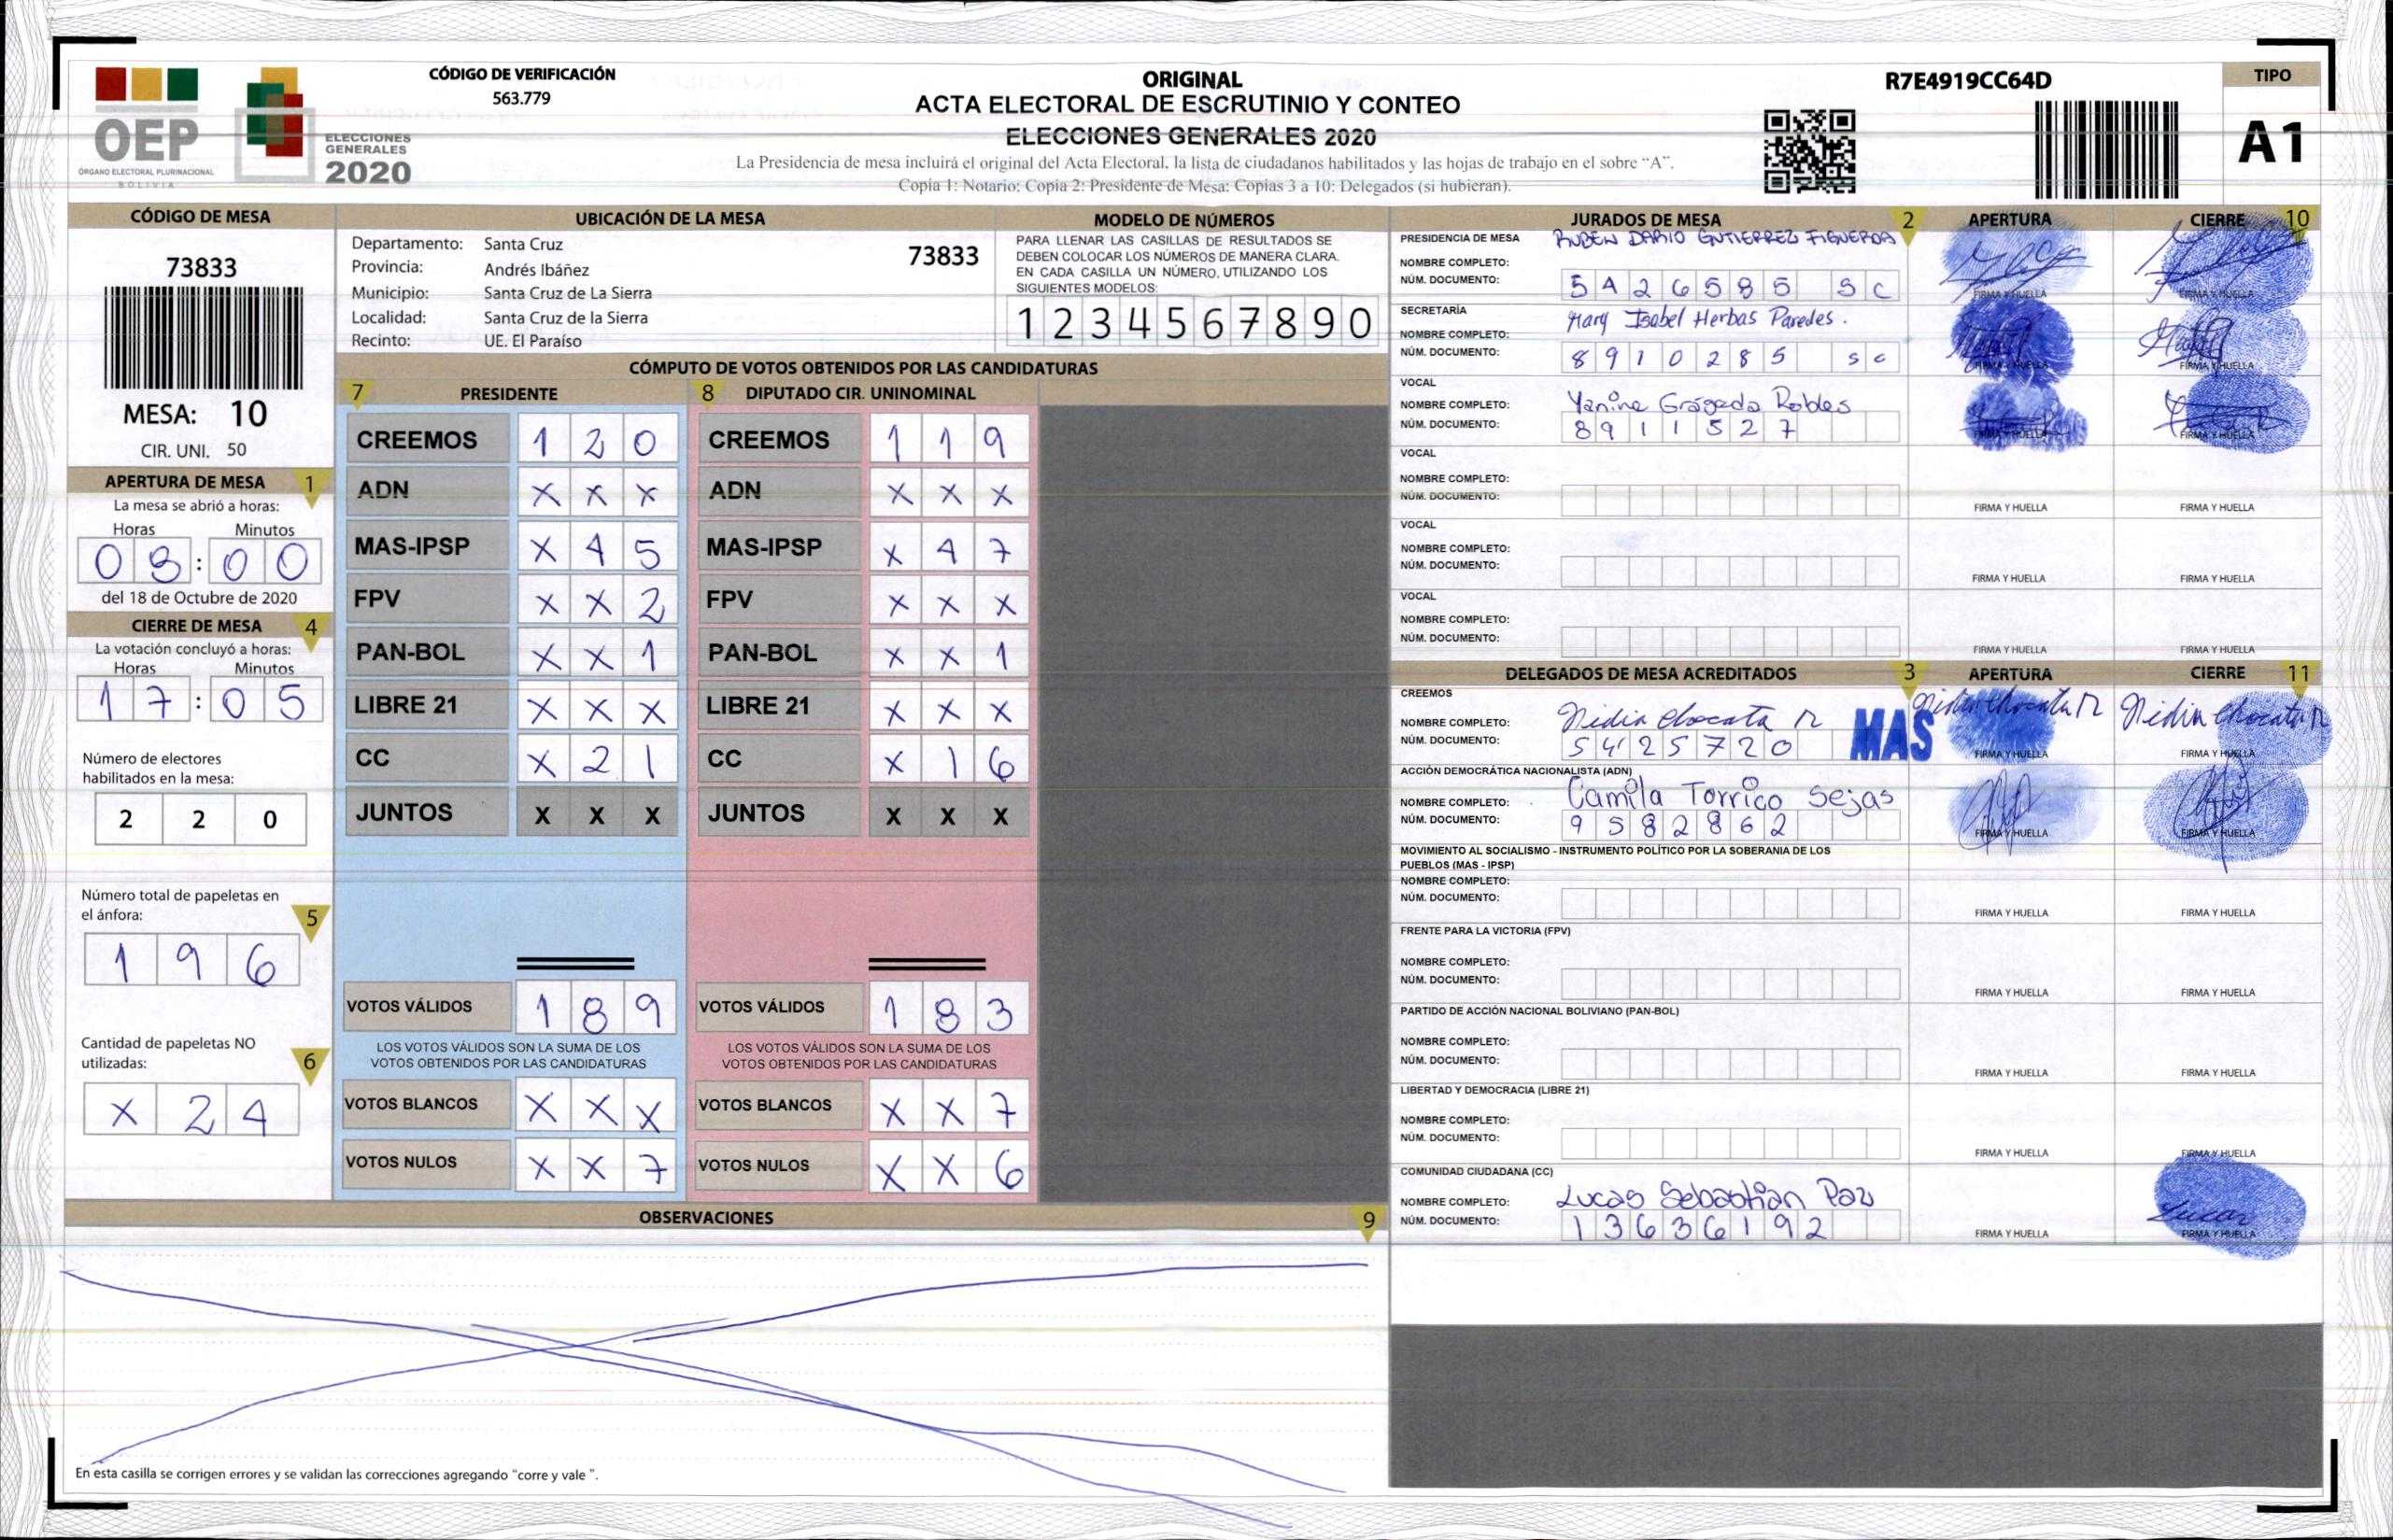 CÓDIGO DE VERIFICACIÓN
563.779
ORIGINAL
ACTA ELECTORAL DE ESCRUTINIO Y CONTEO
ELECCIONES GENERALES 2020
La Presidencia de mesa incluirá el original del Acta Electoral, la lista de ciudadanos habilitados y las hojas de trabajo en el sobre “A”.
Copia 1: Notario; Copia 2: Presidente de Mesa; Copias 3 a 10: Delegados (si hubieran).
R7E4919CC64D
TIPO
A1
OEP
ÓRGANO ELECTORAL PLURINACIONAL
BOLIVIA
ELECCIONES
GENERALES
2020
CÓDIGO DE MESA
73833
MESA: 10
CIR. UNI. 50
APERTURA DE MESA 1
La mesa se abrió a horas:
Horas Minutos
0 8 : 0 0
del 18 de Octubre de 2020
CIERRE DE MESA 4
La votación concluyó a horas:
Horas Minutos
1 7 : 0 5
Número de electores
habilitados en la mesa:
2 2 0
Número total de papeletas en
el ánfora: 5
1 9 6
Cantidad de papeletas NO
utilizadas: 6
X 2 4
UBICACIÓN DE LA MESA
Departamento: Santa Cruz 73833
Provincia: Andrés Ibáñez
Municipio: Santa Cruz de La Sierra
Localidad: Santa Cruz de la Sierra
Recinto: UE. El Paraíso
MODELO DE NÚMEROS
PARA LLENAR LAS CASILLAS DE RESULTADOS SE
DEBEN COLOCAR LOS NÚMEROS DE MANERA CLARA.
EN CADA CASILLA UN NÚMERO, UTILIZANDO LOS
SIGUIENTES MODELOS:
1 2 3 4 5 6 7 8 9 0
CÓMPUTO DE VOTOS OBTENIDOS POR LAS CANDIDATURAS
7 PRESIDENTE 8 DIPUTADO CIR. UNINOMINAL
CREEMOS 1 2 0 CREEMOS 1 1 9
ADN X X X ADN X X X
MAS-IPSP X 4 5 MAS-IPSP X 4 7
FPV X X 2 FPV X X X
PAN-BOL X X 1 PAN-BOL X X 1
LIBRE 21 X X X LIBRE 21 X X X
CC X 2 1 CC X 1 6
JUNTOS X X X JUNTOS X X X
VOTOS VÁLIDOS 1 8 9 VOTOS VÁLIDOS 1 8 3
LOS VOTOS VÁLIDOS SON LA SUMA DE LOS LOS VOTOS VÁLIDOS SON LA SUMA DE LOS
VOTOS OBTENIDOS POR LAS CANDIDATURAS VOTOS OBTENIDOS POR LAS CANDIDATURAS
VOTOS BLANCOS X X X VOTOS BLANCOS X X 7
VOTOS NULOS X X 7 VOTOS NULOS X X 6
OBSERVACIONES 9
En esta casilla se corrigen errores y se validan las correcciones agregando “corre y vale ”.
JURADOS DE MESA 2 APERTURA CIERRE 10
PRESIDENCIA DE MESA RUBEN DARIO GUTIERREZ FIGUEROA
NOMBRE COMPLETO:
NÚM. DOCUMENTO: 5 4 2 6 5 8 5 S C
FIRMA Y HUELLA FIRMA Y HUELLA
SECRETARÍA
NOMBRE COMPLETO: Mary Isabel Herbas Paredes.
NÚM. DOCUMENTO: 8 9 1 0 2 8 5 S C
FIRMA Y HUELLA FIRMA Y HUELLA
VOCAL
NOMBRE COMPLETO: Yanine Grágeda Robles
NÚM. DOCUMENTO: 8 9 1 1 5 2 7
FIRMA Y HUELLA FIRMA Y HUELLA
VOCAL
NOMBRE COMPLETO:
NÚM. DOCUMENTO:
FIRMA Y HUELLA FIRMA Y HUELLA
VOCAL
NOMBRE COMPLETO:
NÚM. DOCUMENTO:
FIRMA Y HUELLA FIRMA Y HUELLA
VOCAL
NOMBRE COMPLETO:
NÚM. DOCUMENTO:
FIRMA Y HUELLA FIRMA Y HUELLA
DELEGADOS DE MESA ACREDITADOS 3 APERTURA CIERRE 11
CREEMOS
NOMBRE COMPLETO: Nidia Chocata R
NÚM. DOCUMENTO: 5 4 2 5 7 2 0 MAS
Nidia Chocata R Nidia Chocata R
FIRMA Y HUELLA FIRMA Y HUELLA
ACCIÓN DEMOCRÁTICA NACIONALISTA (ADN)
NOMBRE COMPLETO: Camila Torrico Sejas
NÚM. DOCUMENTO: 9 5 8 2 8 6 2
FIRMA Y HUELLA FIRMA Y HUELLA
MOVIMIENTO AL SOCIALISMO - INSTRUMENTO POLÍTICO POR LA SOBERANIA DE LOS
PUEBLOS (MAS - IPSP)
NOMBRE COMPLETO:
NÚM. DOCUMENTO:
FIRMA Y HUELLA FIRMA Y HUELLA
FRENTE PARA LA VICTORIA (FPV)
NOMBRE COMPLETO:
NÚM. DOCUMENTO:
FIRMA Y HUELLA FIRMA Y HUELLA
PARTIDO DE ACCIÓN NACIONAL BOLIVIANO (PAN-BOL)
NOMBRE COMPLETO:
NÚM. DOCUMENTO:
FIRMA Y HUELLA FIRMA Y HUELLA
LIBERTAD Y DEMOCRACIA (LIBRE 21)
NOMBRE COMPLETO:
NÚM. DOCUMENTO:
FIRMA Y HUELLA FIRMA Y HUELLA
COMUNIDAD CIUDADANA (CC)
NOMBRE COMPLETO: Lucas Sebastian Paz
NÚM. DOCUMENTO: 1 3 6 3 6 1 9 2
Lucas
FIRMA Y HUELLA FIRMA Y HUELLA